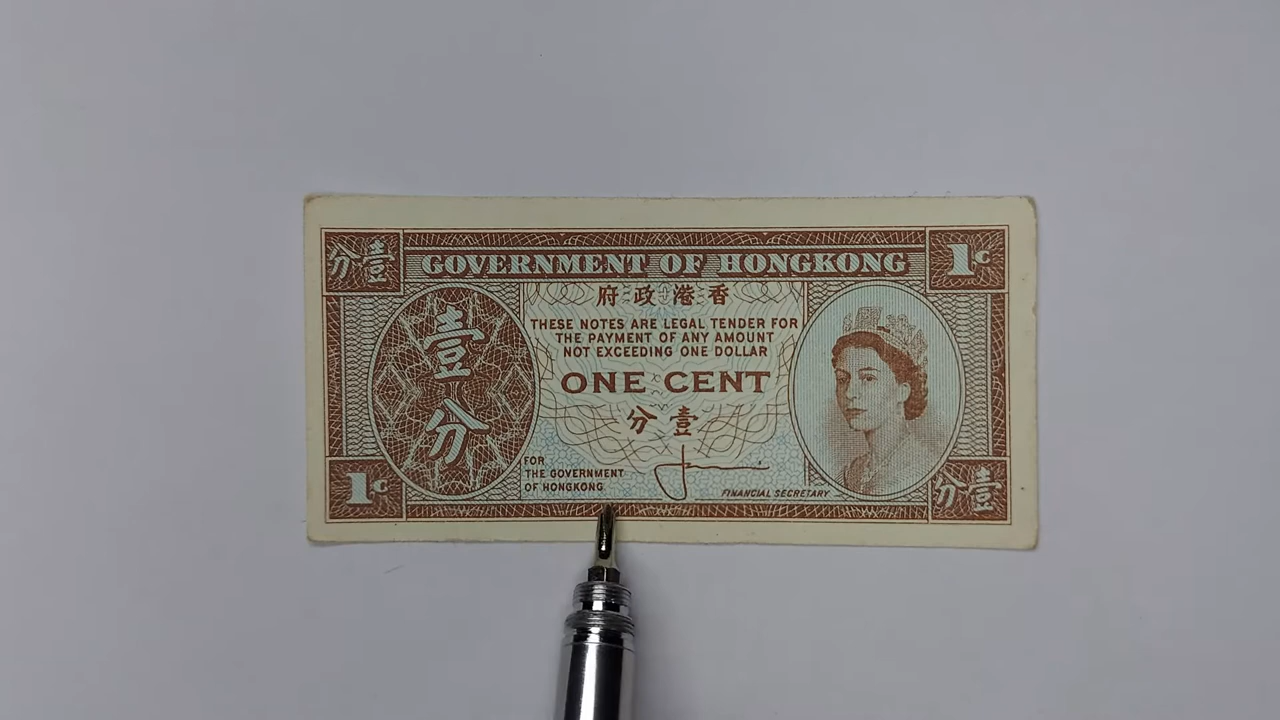 分壹
GOVERNMENT OF HONGKONG
1c
府政港香
THESE NOTES ARE LEGAL TENDER FOR
THE PAYMENT OF ANY AMOUNT
NOT EXCEEDING ONE DOLLAR
壹
分
ONE CENT
分壹
FOR
THE GOVERNMENT
OF HONGKONG
FINANCIAL SECRETARY
1c
分壹